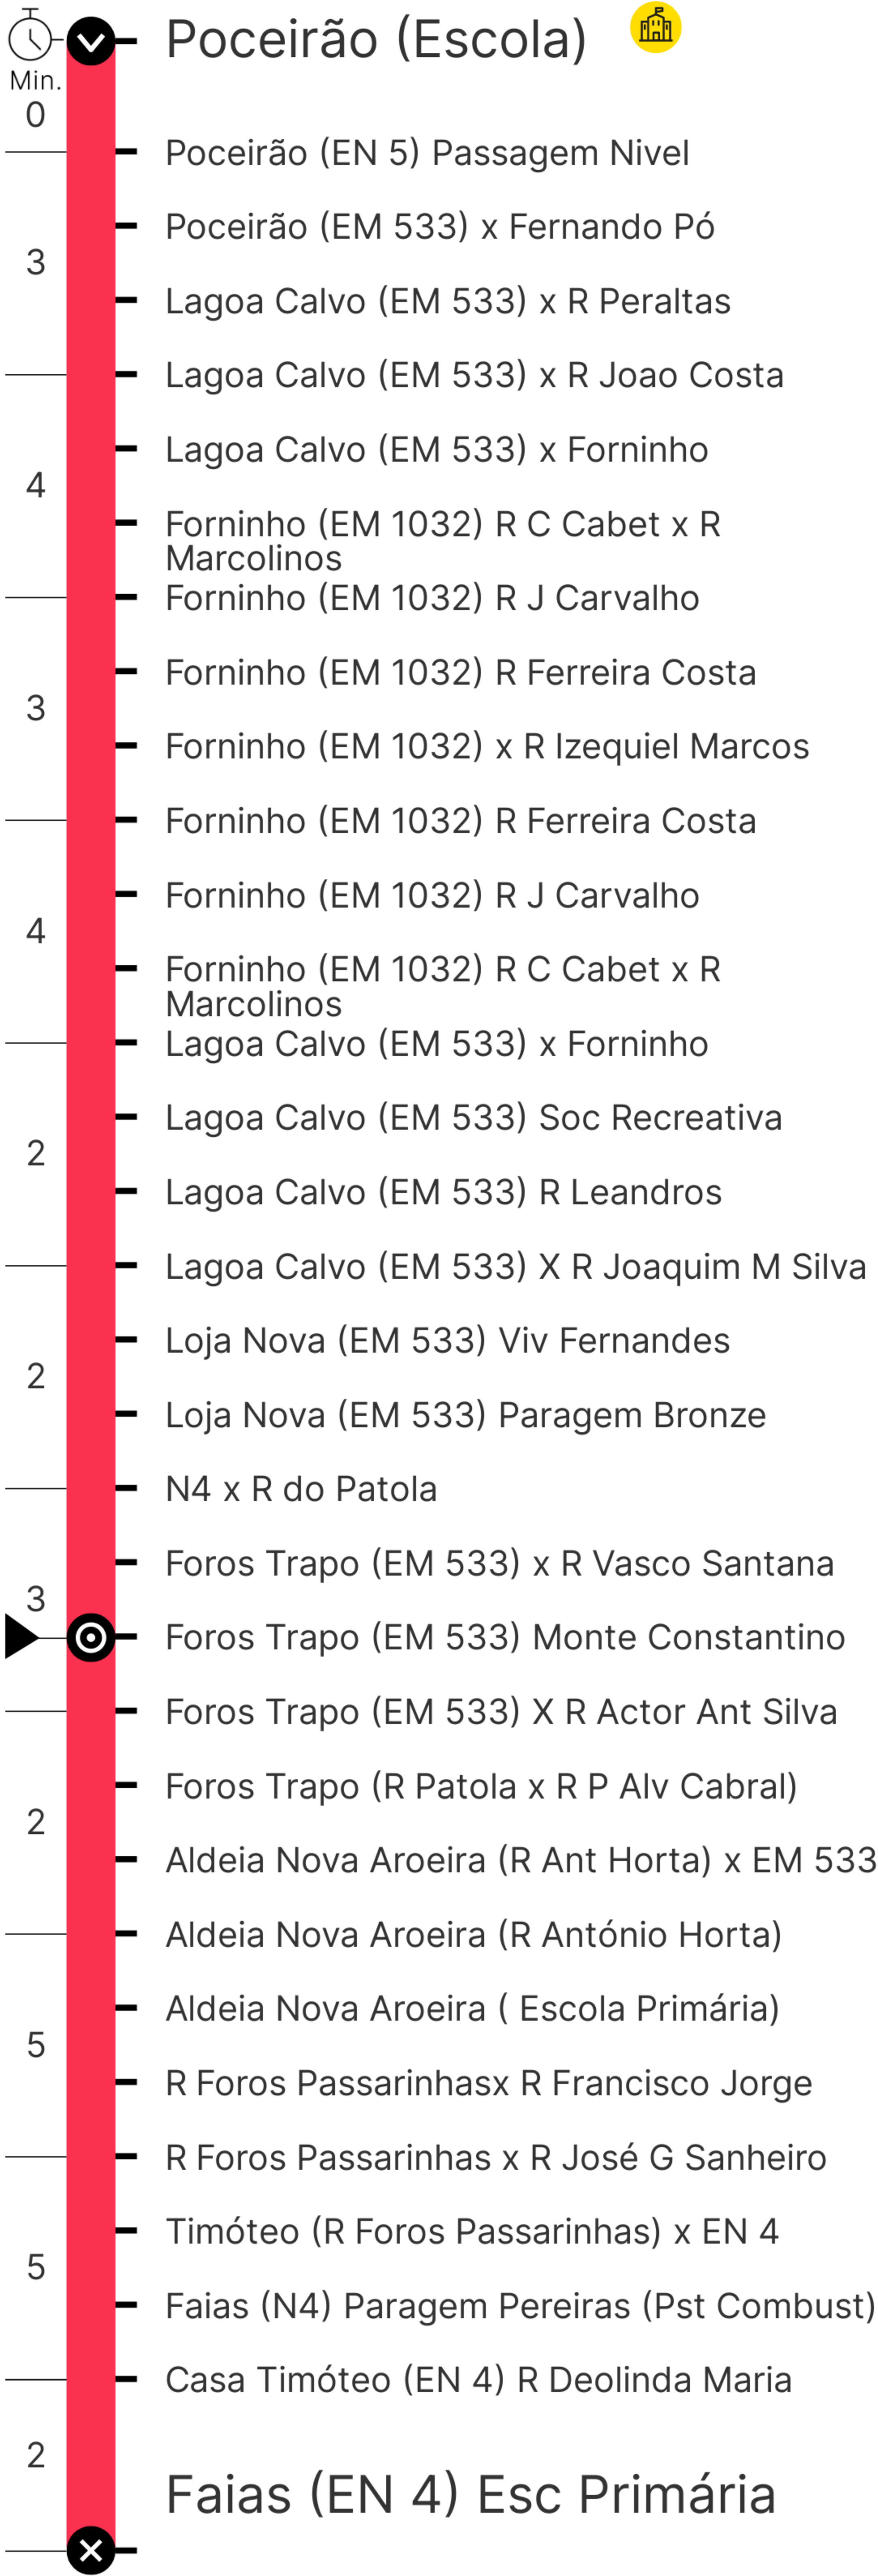 Poceirão (Escola)
Min.
0
Poceirão (EN 5) Passagem Nivel
Poceirão (EM 533) x Fernando Pó
3
Lagoa Calvo (EM 533) x R Peraltas
Lagoa Calvo (EM 533) x R Joao Costa
Lagoa Calvo (EM 533) x Forninho
4
Forninho (EM 1032) R C Cabet x R
Marcolinos
Forninho (EM 1032) R J Carvalho
Forninho (EM 1032) R Ferreira Costa
3
Forninho (EM 1032) x R Izequiel Marcos
Forninho (EM 1032) R Ferreira Costa
Forninho (EM 1032) R J Carvalho
4
Forninho (EM 1032) R C Cabet x R
Marcolinos
Lagoa Calvo (EM 533) x Forninho
Lagoa Calvo (EM 533) Soc Recreativa
2
Lagoa Calvo (EM 533) R Leandros
Lagoa Calvo (EM 533) X R Joaquim M Silva
Loja Nova (EM 533) Viv Fernandes
2
Loja Nova (EM 533) Paragem Bronze
N4 x R do Patola
Foros Trapo (EM 533) x R Vasco Santana
3
Foros Trapo (EM 533) Monte Constantino
Foros Trapo (EM 533) X R Actor Ant Silva
Foros Trapo (R Patola x R P Alv Cabral)
2
Aldeia Nova Aroeira (R Ant Horta) x EM 533
Aldeia Nova Aroeira (R António Horta)
Aldeia Nova Aroeira ( Escola Primária)
5
R Foros Passarinhasx R Francisco Jorge
R Foros Passarinhas x R José G Sanheiro
Timóteo (R Foros Passarinhas) x EN 4
5
Faias (N4) Paragem Pereiras (Pst Combust)
Casa Timóteo (EN 4) R Deolinda Maria
2
Faias (EN 4) Esc Primária